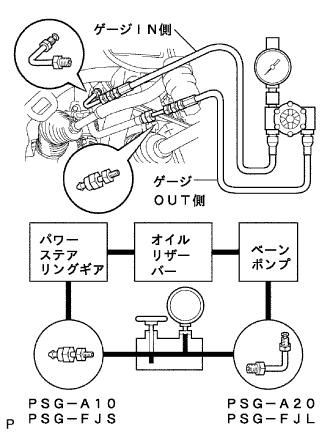 ゲージIN側
ゲージ
OUT側
パワー
ステア
リングギア
オイル
リザー
バー
ベーン
ポンプ
PSG-A10
PSG-FJS
PSG-A20
PSG-FJL
P